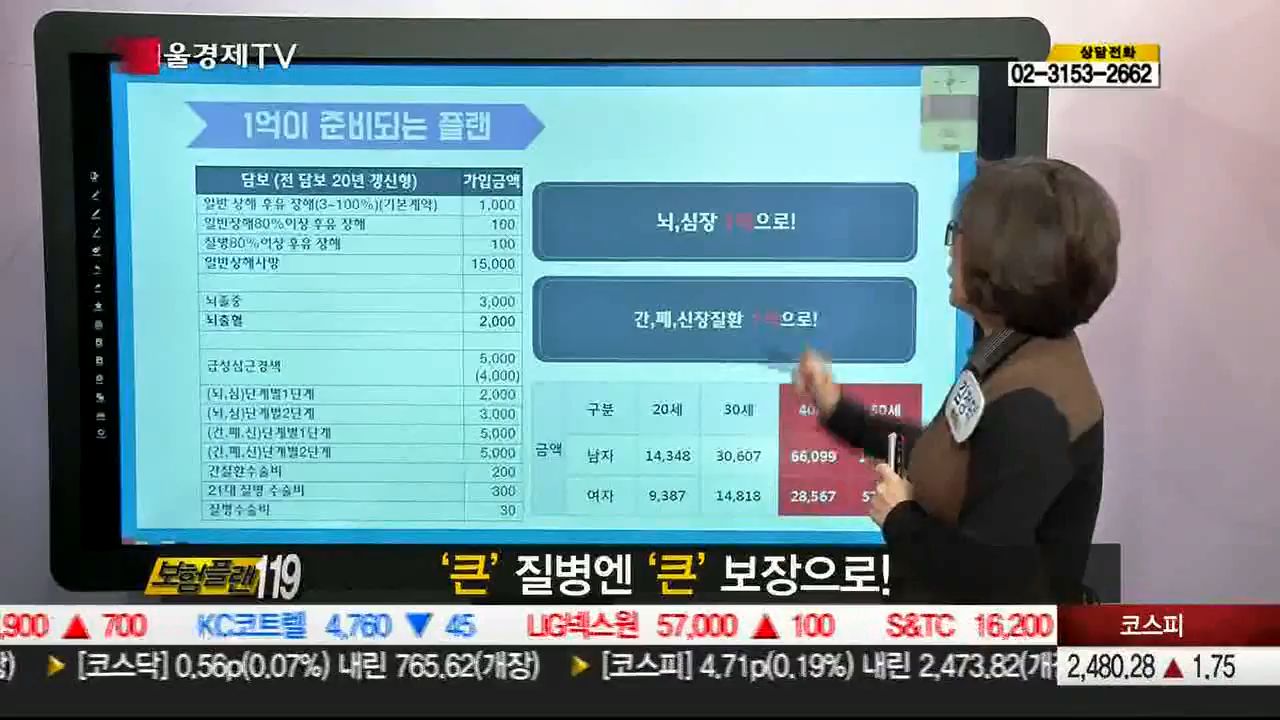 울경제TV
상담전화
02-3153-2662
1억이 준비되는 플랜
담보 (전 담보 20년 갱신형) 가입금액
일반 상해 후유 장해(3~100%)(기본계약) 1,000
일반상해80%이상 후유 장해 100
질병80%이상 후유 장해 100
일반상해사망 15,000
뇌졸중 3,000
뇌출혈 2,000
급성심근경색 5,000
(4,000)
(뇌,심)단계별1단계 2,000
(뇌,심)단계별2단계 3,000
(간,폐,신)단계별1단계 5,000
(간,폐,신)단계별2단계 5,000
간질환수술비 200
21대 질병 수술비 300
질병수술비 30
뇌,심장 1억으로!
간,폐,신장질환 1억으로!
구분 20세 30세
금액
남자 14,348 30,607 66,099
여자 9,387 14,818 28,567
보험플랜119
‘큰’ 질병엔 ‘큰’ 보장으로!
,900 ▲ 700 KC코트렐 4,760 ▼ 45 LIG넥스원 57,000 ▲ 100 S&TC 16,200
코스피
) ▶ [코스닥] 0.56p(0.07%) 내린 765.62(개장) ▶ [코스피] 4.71p(0.19%) 내린 2,473.82(개
2,480.28 ▲ 1.75